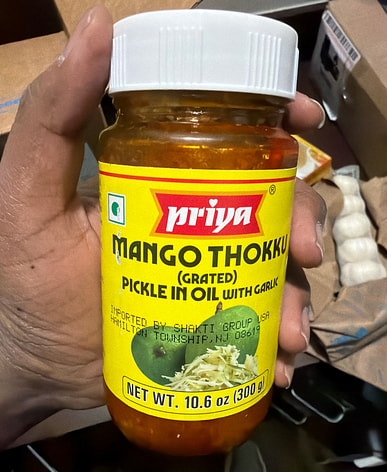 priya
®
MANGO THOKKU
(GRATED)
PICKLE IN OIL WITH GARLIC
IMPORTED BY SHAKTI GROUP USA
HAMILTON TOWNSHIP, NJ 08619
NET WT. 10.6 oz (300 g)